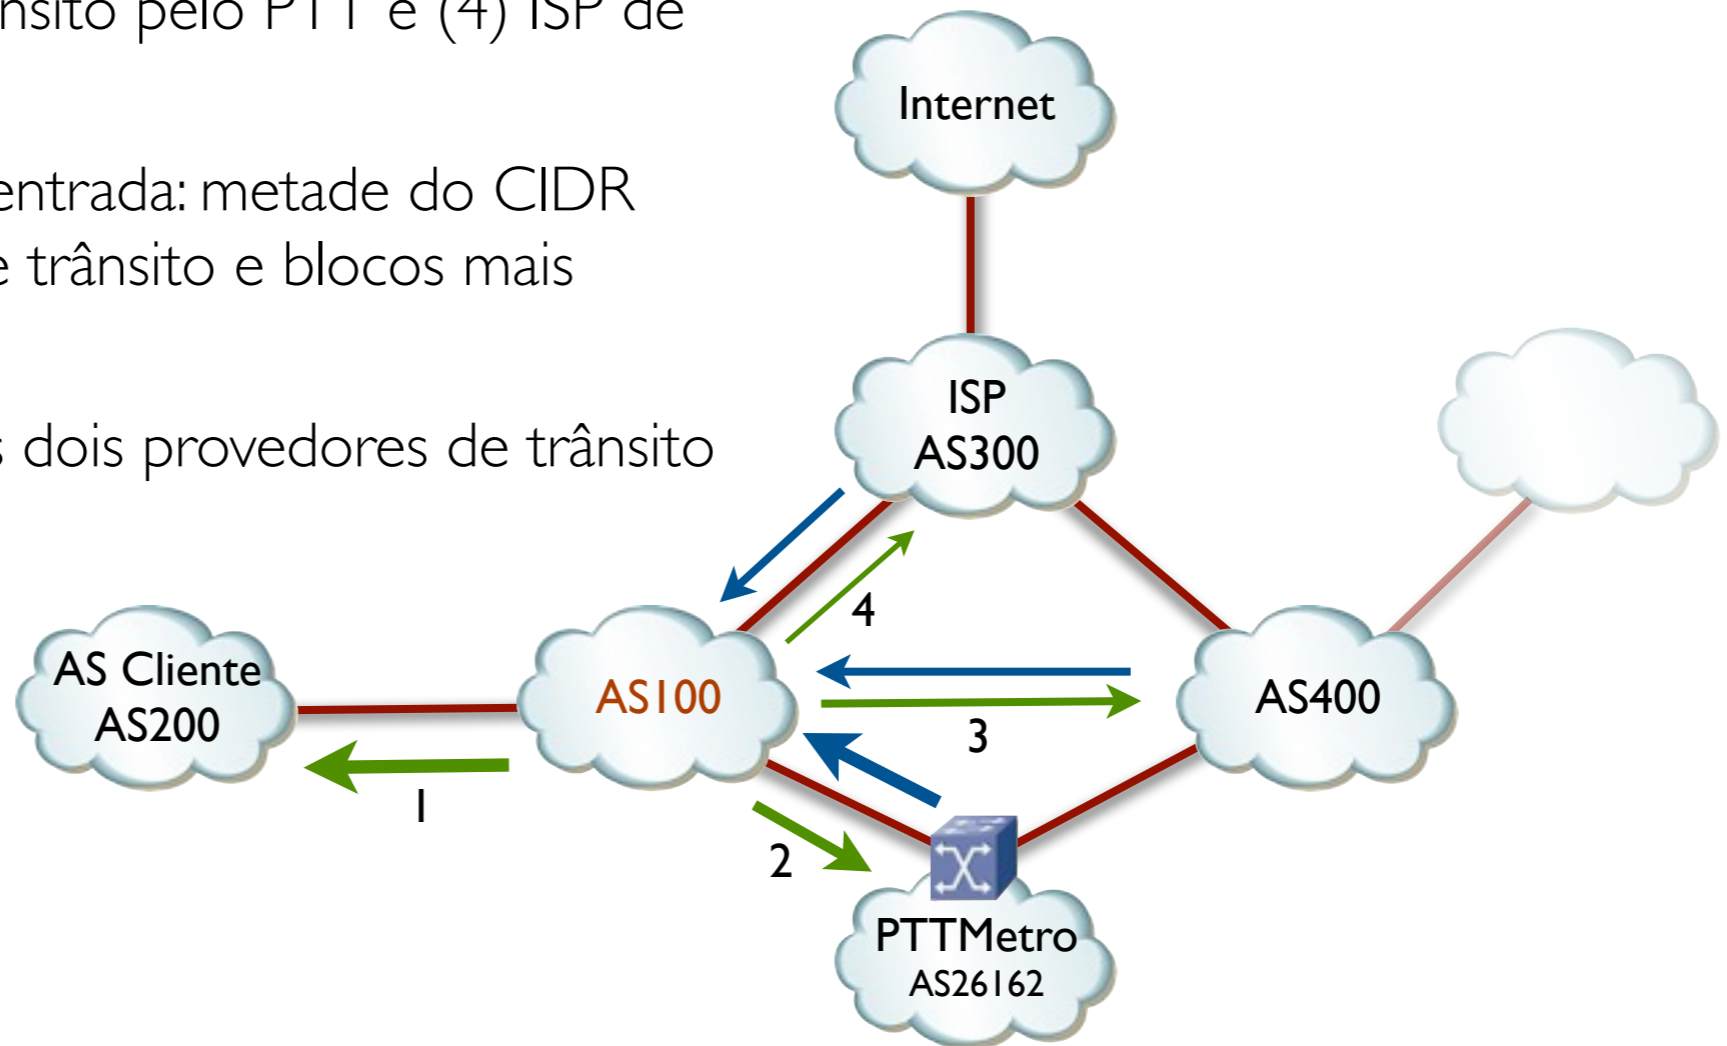 nsito pelo PTT e (4) ISP de
entrada: metade do CIDR
e trânsito e blocos mais
s dois provedores de trânsito
Internet
ISP
AS300
4
AS Cliente
AS200
AS100
AS400
3
1
2
PTTMetro
AS26162